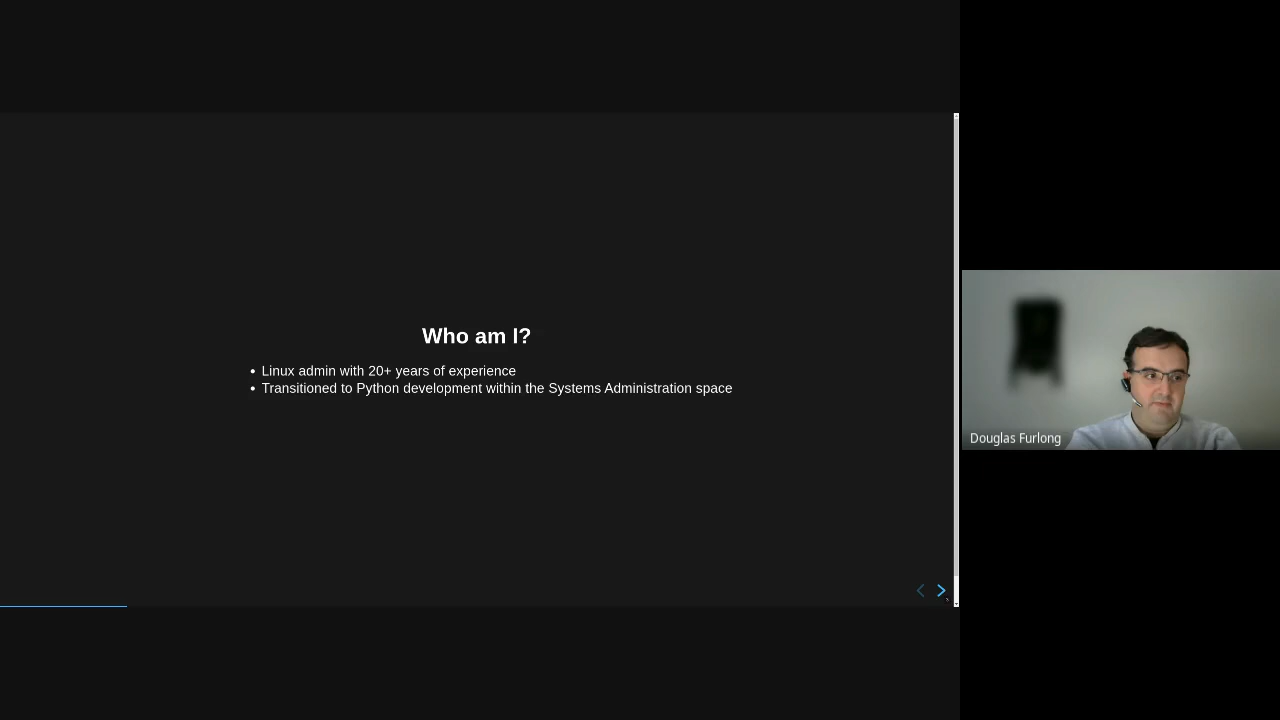 Who am I?
Linux admin with 20+ years of experience
Transitioned to Python development within the Systems Administration space
Douglas Furlong